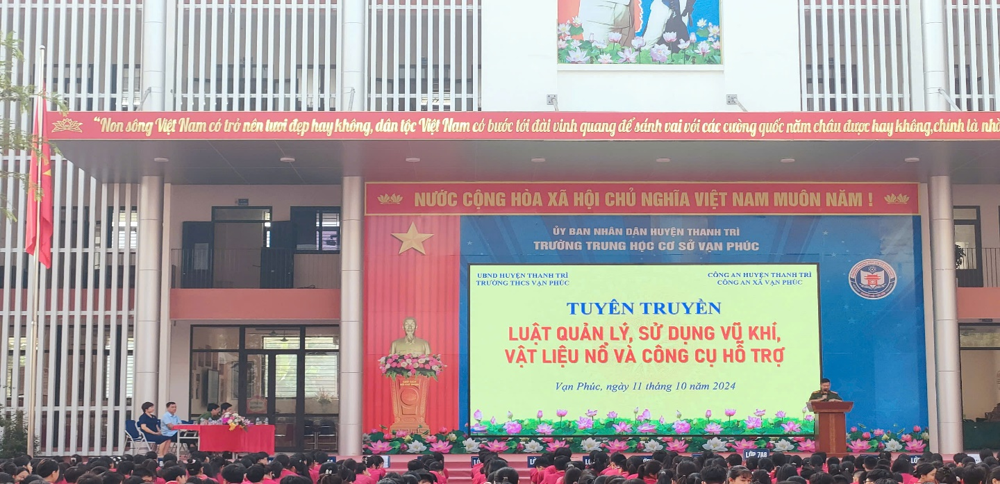 “Non sông Việt Nam có trở nên tươi đẹp hay không, dân tộc Việt Nam có bước tới đài vinh quang để sánh vai với các cường quốc năm châu được hay không, chính là nhờ
NƯỚC CỘNG HÒA XÃ HỘI CHỦ NGHĨA VIỆT NAM MUÔN NĂM !
ỦY BAN NHÂN DÂN HUYỆN THANH TRÌ
TRƯỜNG TRUNG HỌC CƠ SỞ VẠN PHÚC
UBND HUYỆN THANH TRÌ
TRƯỜNG THCS VẠN PHÚC
CÔNG AN HUYỆN THANH TRÌ
CÔNG AN XÃ VẠN PHÚC
TUYÊN TRUYỀN
LUẬT QUẢN LÝ, SỬ DỤNG VŨ KHÍ,
VẬT LIỆU NỔ VÀ CÔNG CỤ HỖ TRỢ
Vạn Phúc, ngày 11 tháng 10 năm 2024
LỚP 7A8